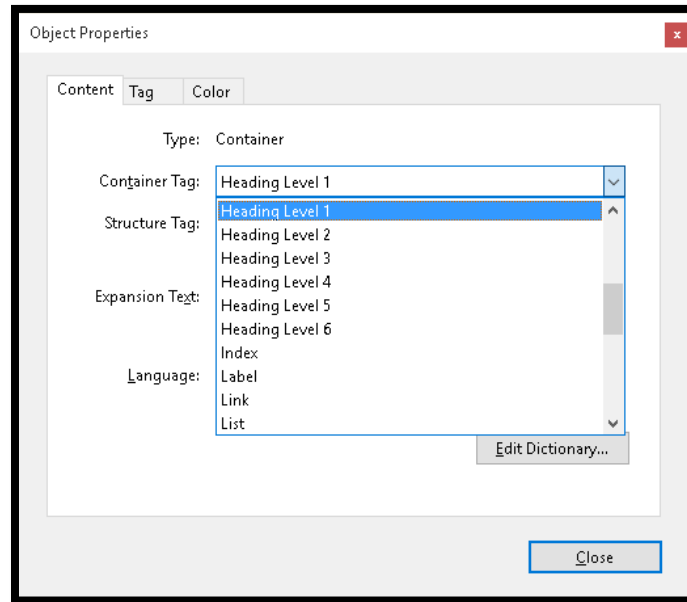 Object Properties
x
Content Tag Color
Type: Container
Container Tag: Heading Level 1
Structure Tag:
Expansion Text:
Language:
Heading Level 1
Heading Level 2
Heading Level 3
Heading Level 4
Heading Level 5
Heading Level 6
Index
Label
Link
List
Edit Dictionary...
Close